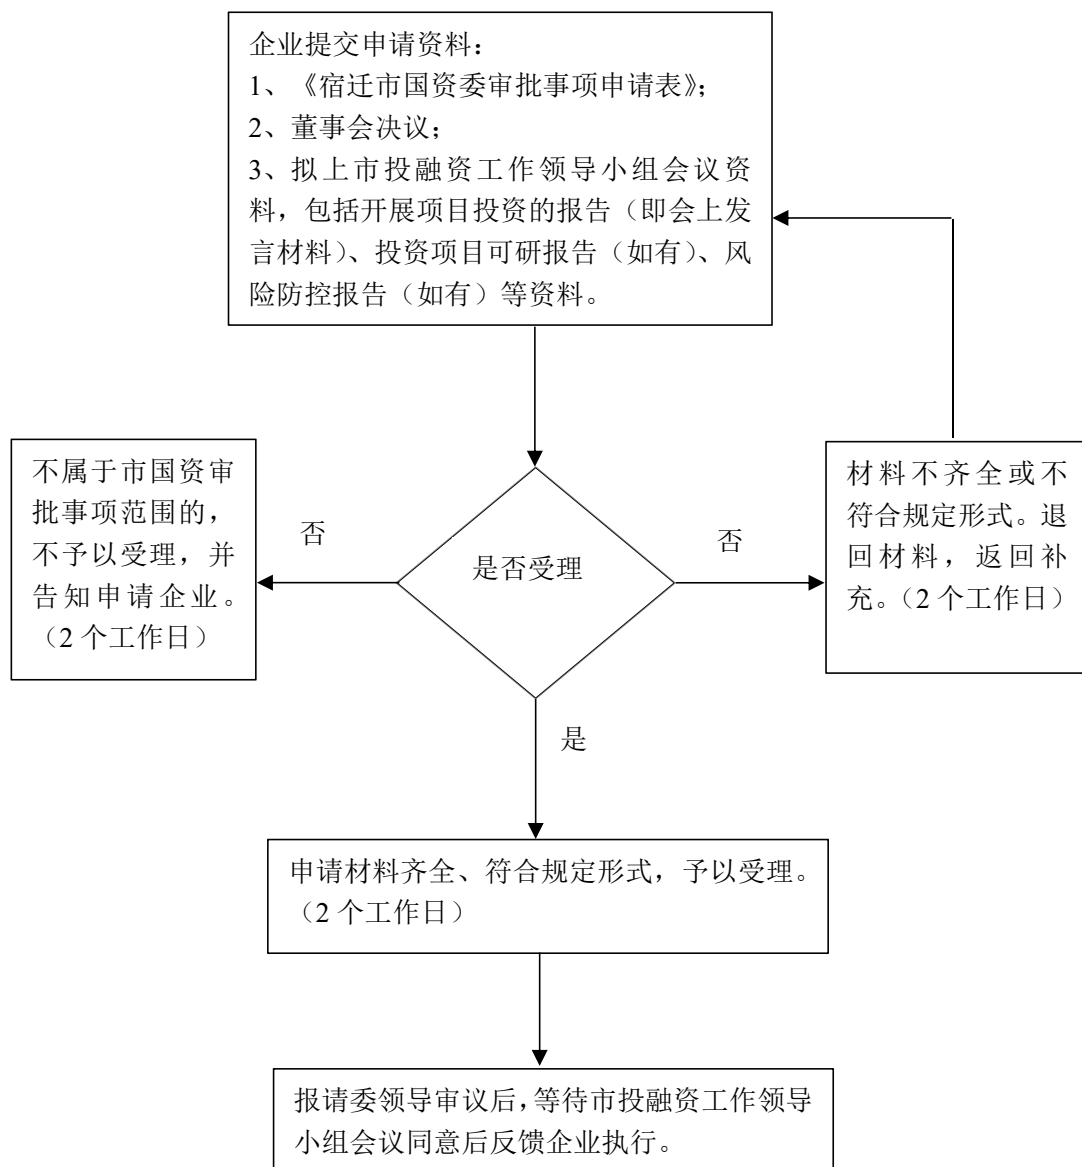 企业提交申请资料：
1、《宿迁市国资委审批事项申请表》；
2、董事会决议；
3、拟上市投融资工作领导小组会议资
料，包括开展项目投资的报告（即会上发
言材料）、投资项目可研报告（如有）、风
险防控报告（如有）等资料。
不属于市国资审
批事项范围的，
不予以受理，并
告知申请企业。
（2 个工作日）
否
是否受理
否
材料不齐全或不
符合规定形式。退
回材料，返回补
充。（2 个工作日）
是
申请材料齐全、符合规定形式，予以受理。
（2 个工作日）
报请委领导审议后，等待市投融资工作领导
小组会议同意后反馈企业执行。